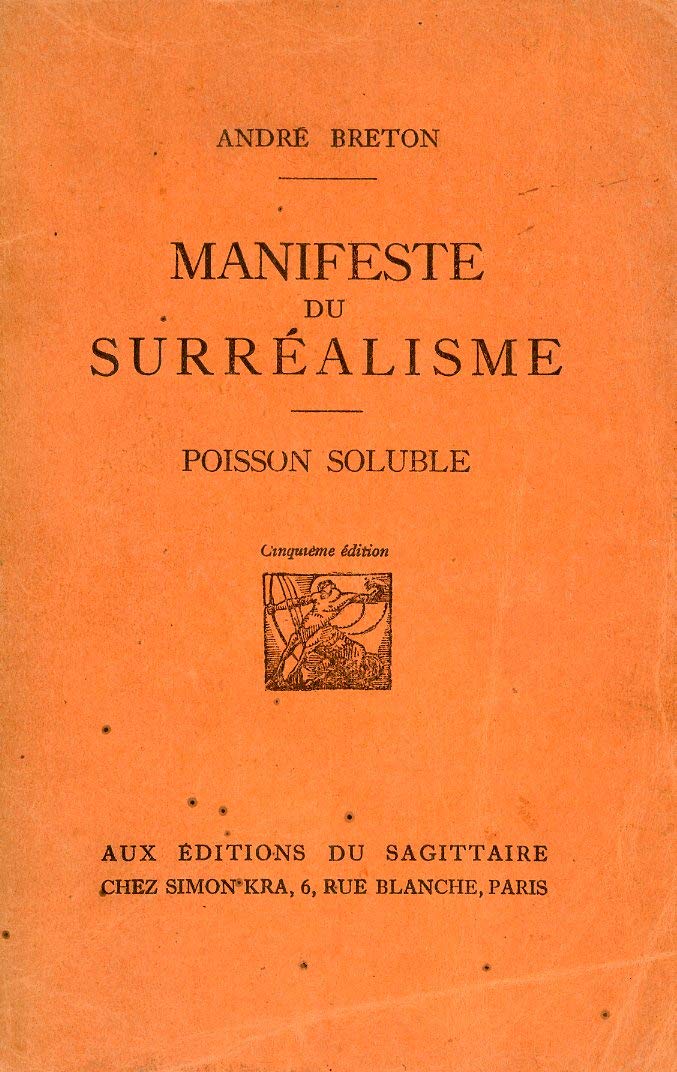 ANDRÉ BRETON
MANIFESTE
DU
SURRÉALISME
POISSON SOLUBLE
Cinquième édition
AUX ÉDITIONS DU SAGITTAIRE
CHEZ SIMON KRA, 6, RUE BLANCHE, PARIS